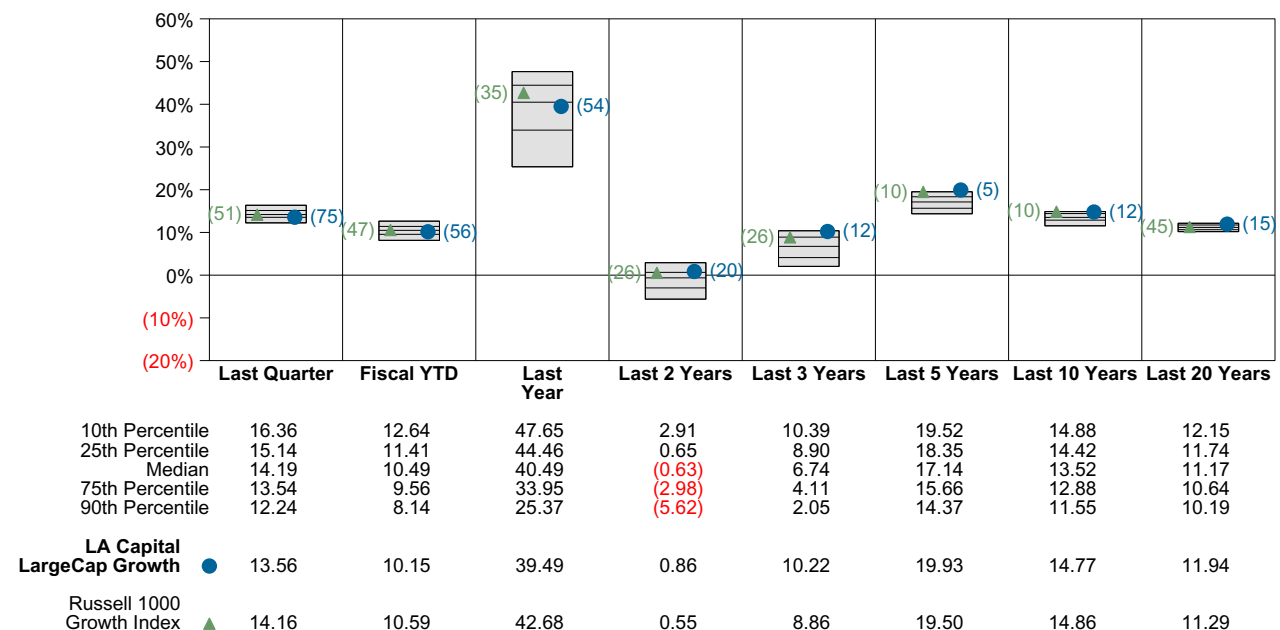 60%
50%
40%
30%
20%
10%
0%
(10%)
(20%)
(51) (75)
(47) (56)
(35) (54)
(26) (20)
(26) (12)
(10) (5)
(10) (12)
(45) (15)
Last Quarter Fiscal YTD Last Last 2 Years Last 3 Years Last 5 Years Last 10 Years Last 20 Years
Year
10th Percentile 16.36 12.64 47.65 2.91 10.39 19.52 14.88 12.15
25th Percentile 15.14 11.41 44.46 0.65 8.90 18.35 14.42 11.74
Median 14.19 10.49 40.49 (0.63) 6.74 17.14 13.52 11.17
75th Percentile 13.54 9.56 33.95 (2.98) 4.11 15.66 12.88 10.64
90th Percentile 12.24 8.14 25.37 (5.62) 2.05 14.37 11.55 10.19
LA Capital
LargeCap Growth 13.56 10.15 39.49 0.86 10.22 19.93 14.77 11.94
Russell 1000
Growth Index 14.16 10.59 42.68 0.55 8.86 19.50 14.86 11.29